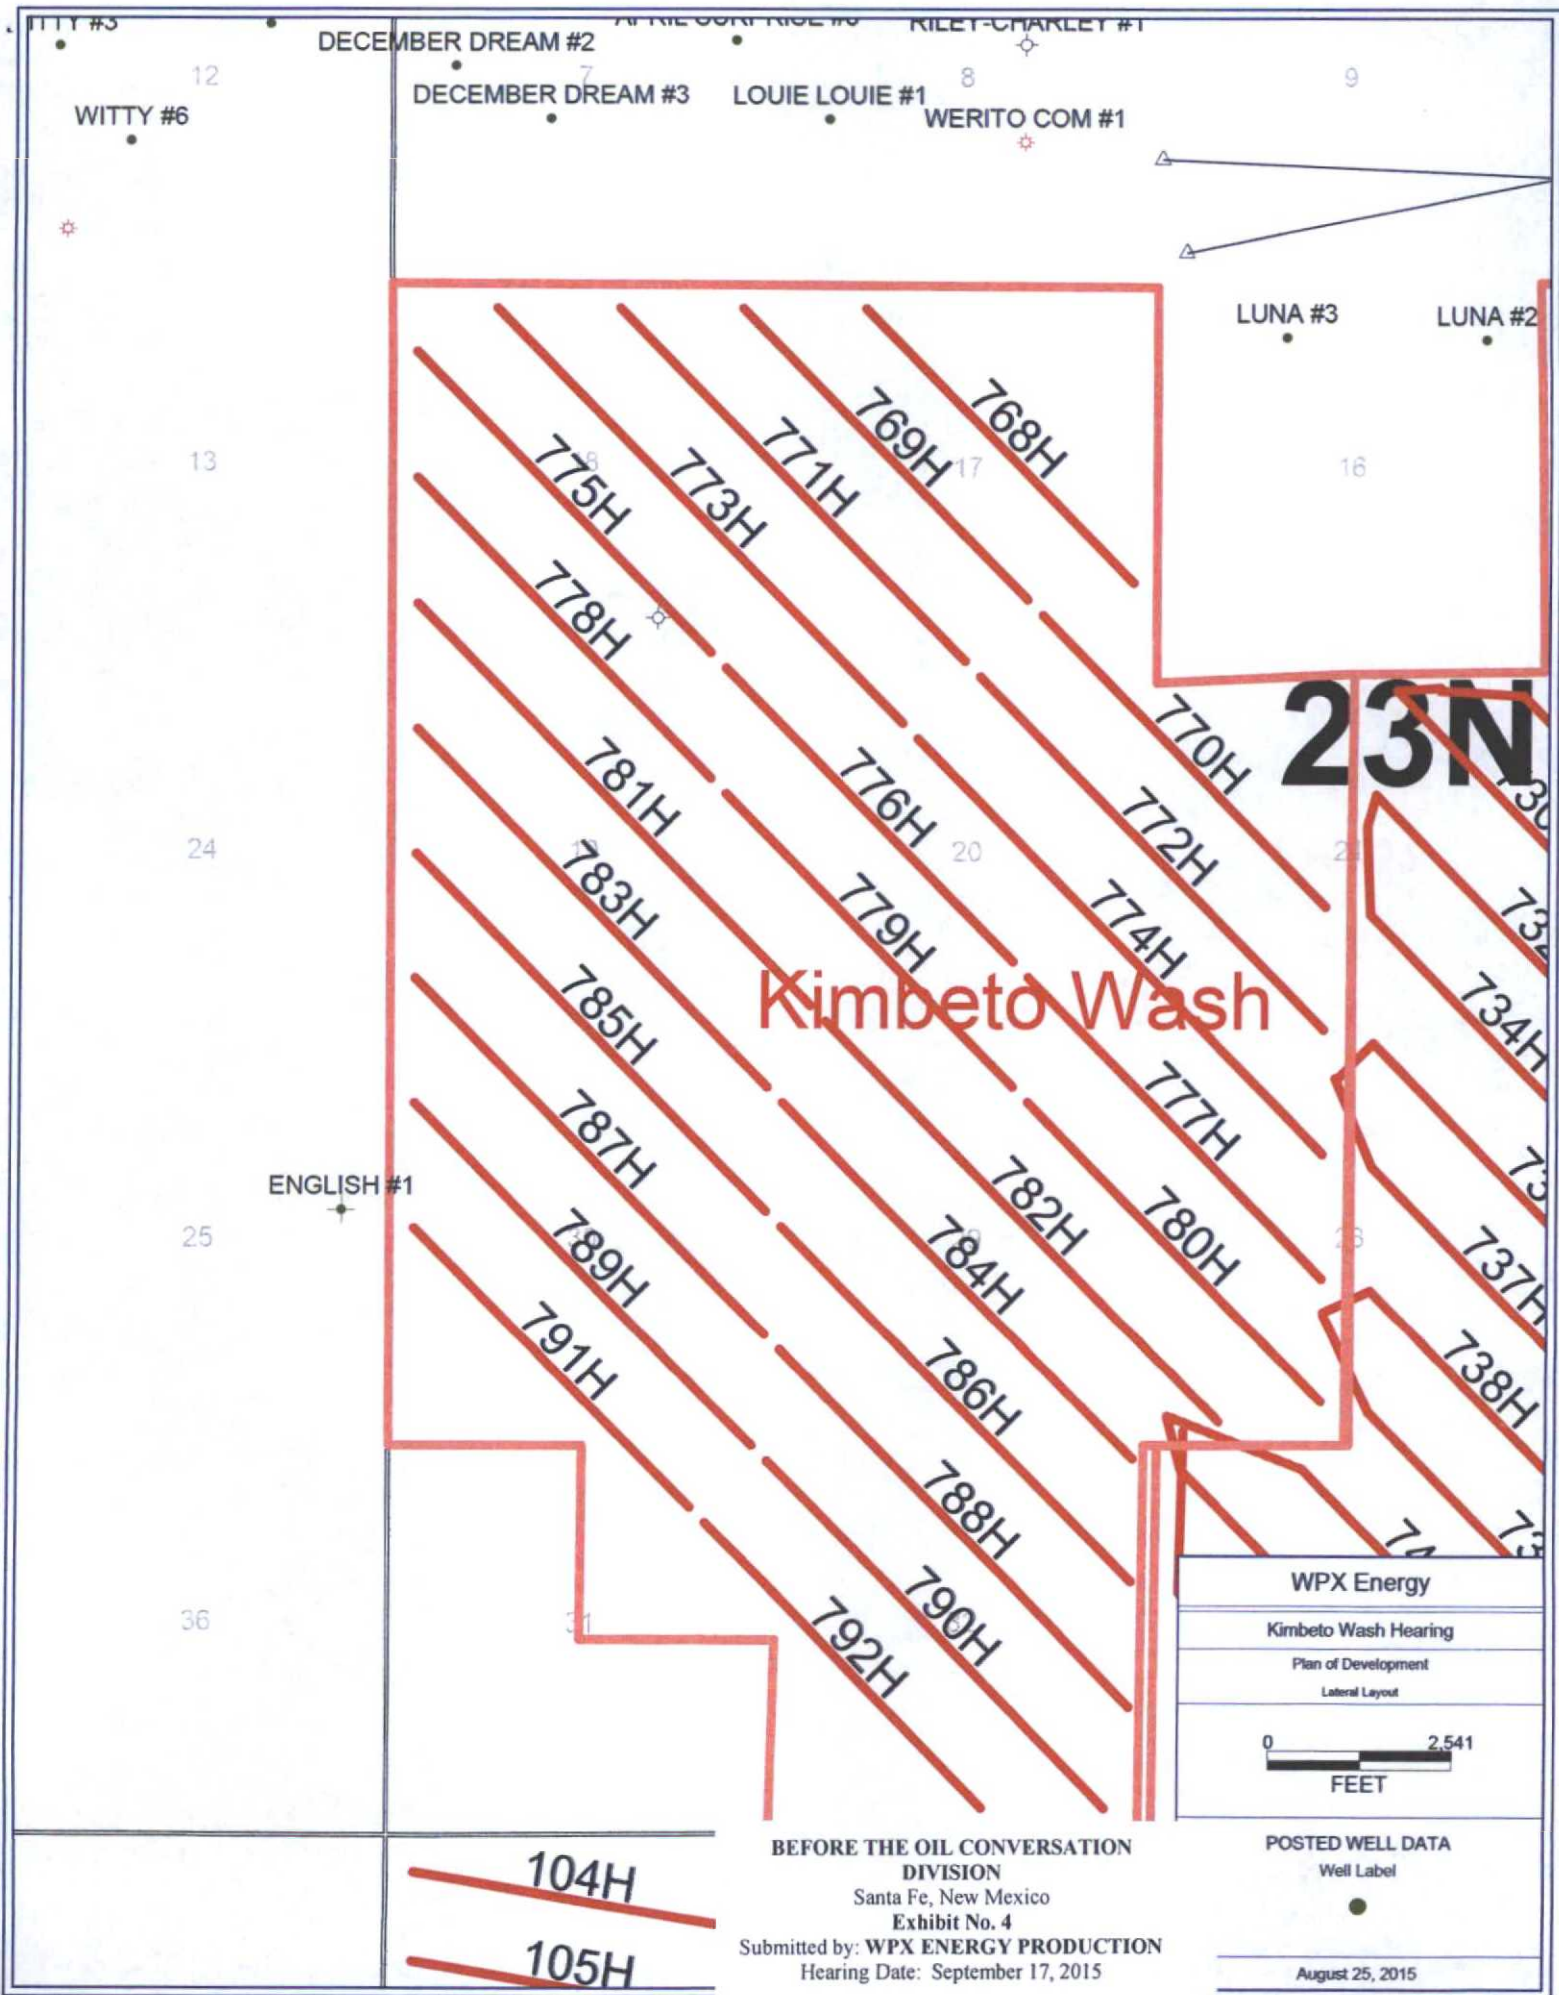 DECEMBER DREAM #2
RILEY-CHARLEY #1
12
7
8
9
DECEMBER DREAM #3
LOUIE LOUIE #1
WITTY #6
WERITO COM #1
LUNA #3
LUNA #2
768H
769H
771H
773H
775H
13
17
16
778H
23N
770H
781H
776H
772H
24
20
783H
779H
732
774H
734H
Kimbeto Wash
785H
777H
787H
782H
780H
ENGLISH #1
25
789H
784H
737H
791H
786H
738H
788H
36
31
792H
790H
WPX Energy
Kimbeto Wash Hearing
Plan of Development
Lateral Layout
0 2,541
FEET
POSTED WELL DATA
Well Label
August 25, 2015
104H
105H
BEFORE THE OIL CONVERSATION
DIVISION
Santa Fe, New Mexico
Exhibit No. 4
Submitted by: WPX ENERGY PRODUCTION
Hearing Date: September 17, 2015